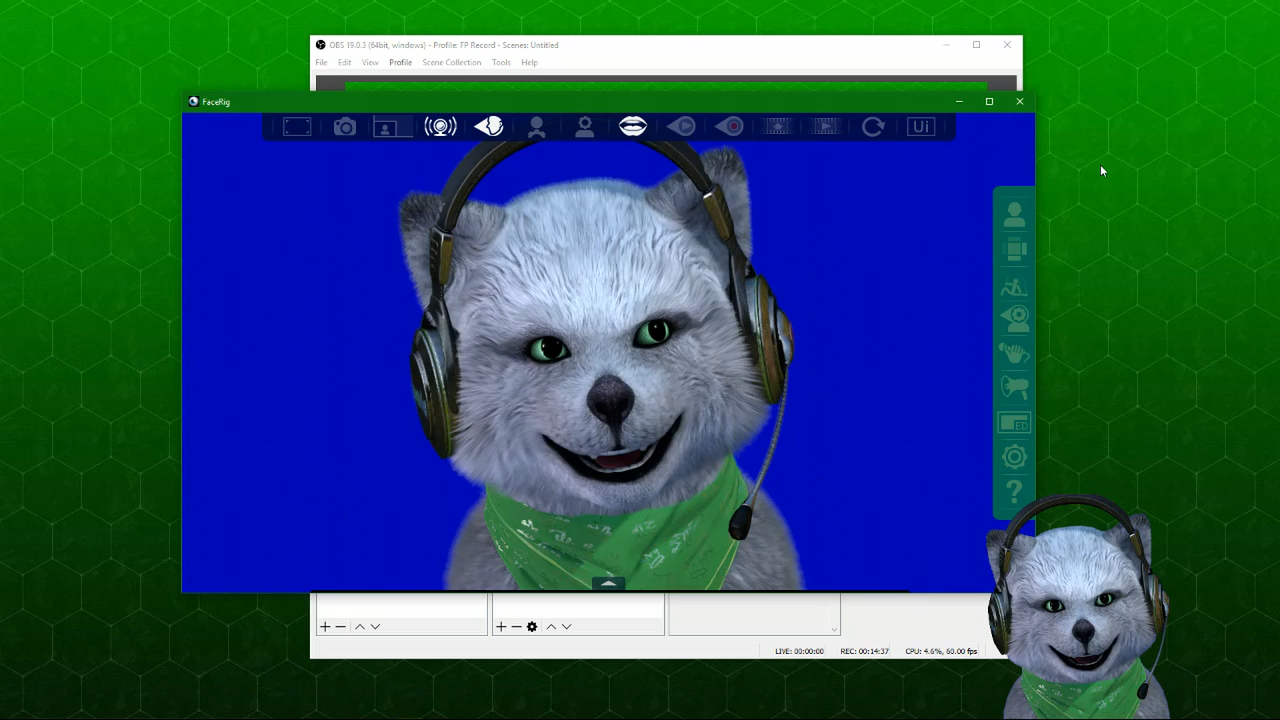 OBS 19.0.3 (64bit, windows) - Profile: FP Record - Scenes: Untitled
File Edit View Profile Scene Collection Tools Help
FaceRig
Ui
ED
?
LIVE: 00:00:00 REC: 00:14:37 CPU: 4.6%, 60.00 fps